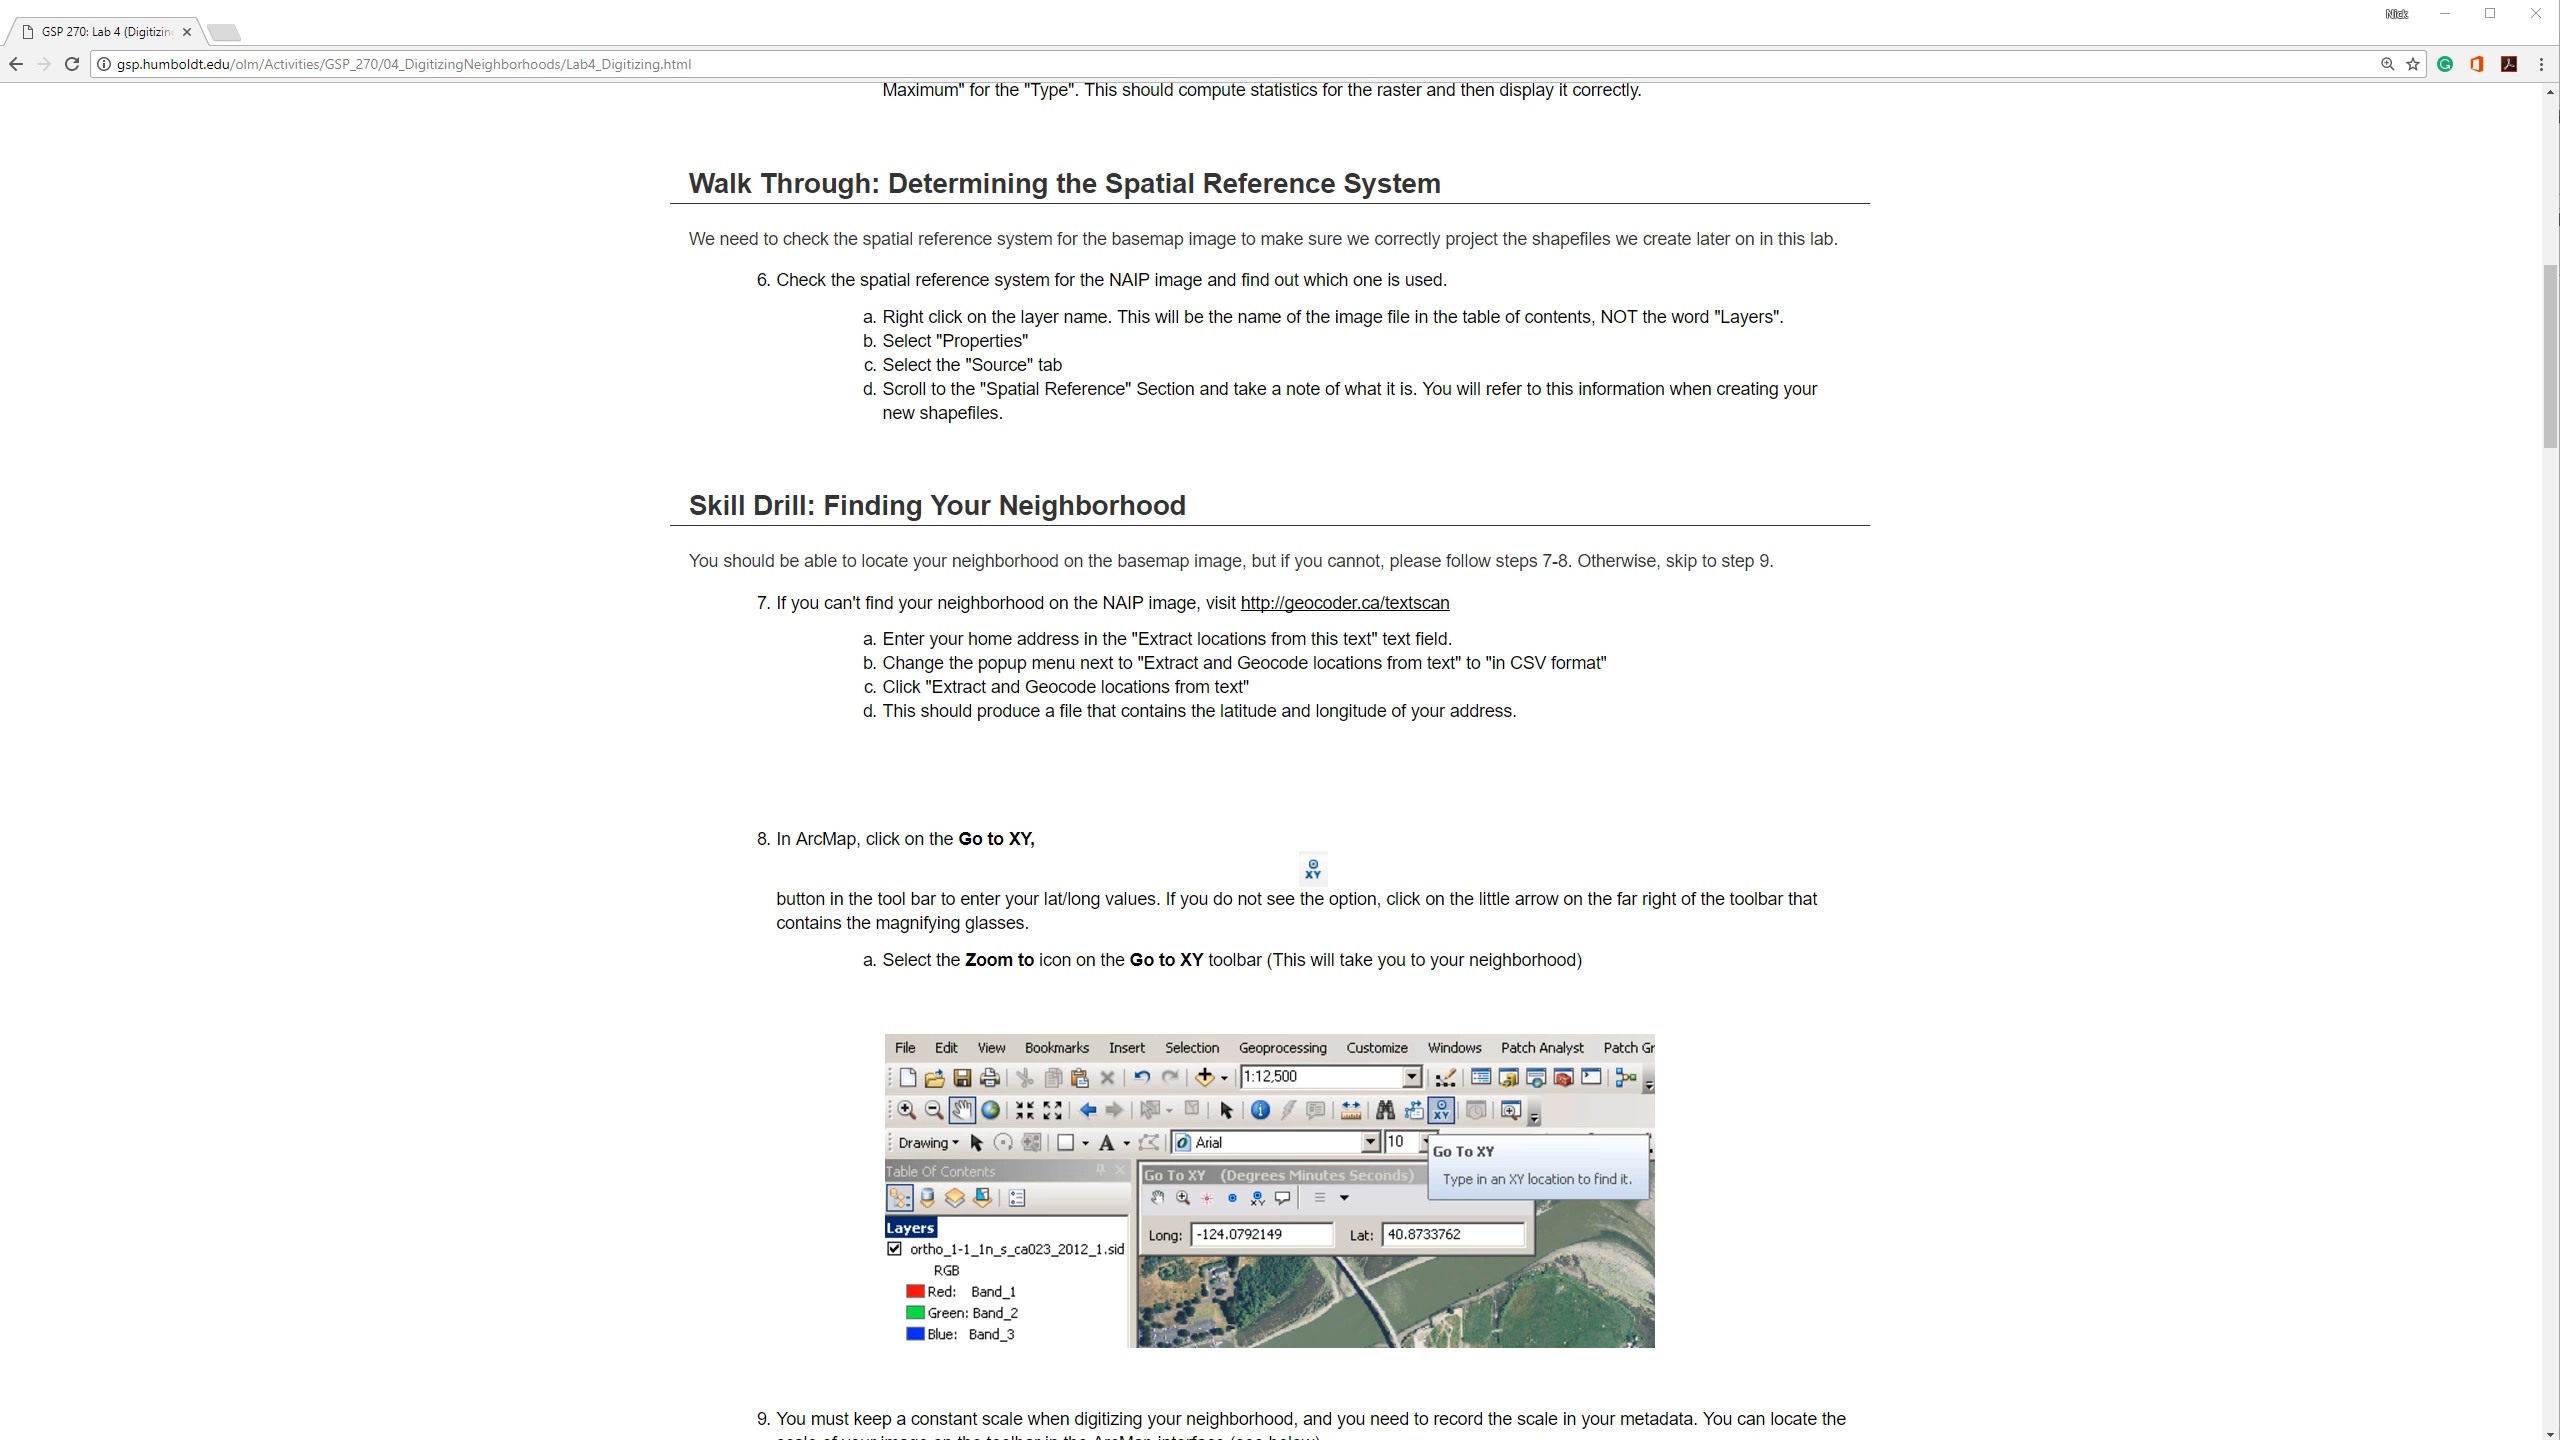 Nick
GSP 270: Lab 4 (Digitizin
gsp.humboldt.edu/olm/Activities/GSP_270/04_DigitizingNeighborhoods/Lab4_Digitizing.html
Maximum" for the "Type". This should compute statistics for the raster and then display it correctly.
Walk Through: Determining the Spatial Reference System
We need to check the spatial reference system for the basemap image to make sure we correctly project the shapefiles we create later on in this lab.
6. Check the spatial reference system for the NAIP image and find out which one is used.
a. Right click on the layer name. This will be the name of the image file in the table of contents, NOT the word "Layers".
b. Select "Properties"
c. Select the "Source" tab
d. Scroll to the "Spatial Reference" Section and take a note of what it is. You will refer to this information when creating your
new shapefiles.
Skill Drill: Finding Your Neighborhood
You should be able to locate your neighborhood on the basemap image, but if you cannot, please follow steps 7-8. Otherwise, skip to step 9.
7. If you can't find your neighborhood on the NAIP image, visit http://geocoder.ca/textscan
a. Enter your home address in the "Extract locations from this text" text field.
b. Change the popup menu next to "Extract and Geocode locations from text" to "in CSV format"
c. Click "Extract and Geocode locations from text"
d. This should produce a file that contains the latitude and longitude of your address.
8. In ArcMap, click on the Go to XY,
XY
button in the tool bar to enter your lat/long values. If you do not see the option, click on the little arrow on the far right of the toolbar that
contains the magnifying glasses.
a. Select the Zoom to icon on the Go to XY toolbar (This will take you to your neighborhood)
File Edit View Bookmarks Insert Selection Geoprocessing Customize Windows Patch Analyst Patch Gr
1:12,500
XY
Drawing A Arial 10
Go To XY
Type in an XY location to find it.
Table Of Contents
Go To XY (Degrees Minutes Seconds)
Long: -124.0792149 Lat: 40.8733762
Layers
ortho_1-1_1n_s_ca023_2012_1.sid
RGB
Red: Band_1
Green: Band_2
Blue: Band_3
9. You must keep a constant scale when digitizing your neighborhood, and you need to record the scale in your metadata. You can locate the
scale of your image on the toolbar in the ArcMap interface (see below)